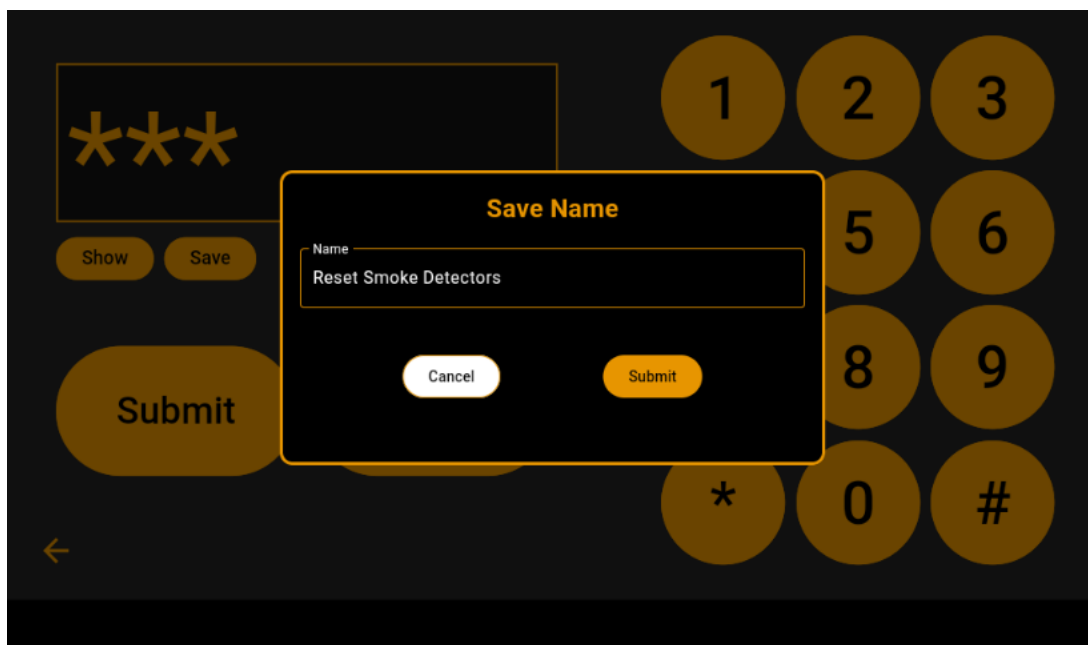 ***
Show Save
Submit
1 2 3
5 6
8 9
* 0 #
Save Name
Name
Reset Smoke Detectors
Cancel Submit